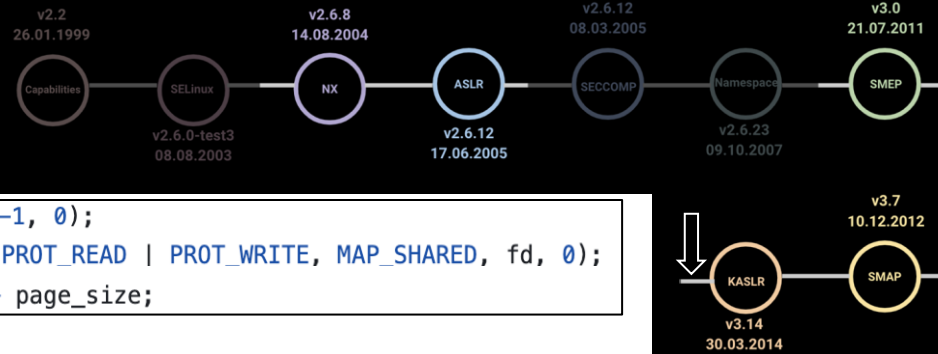 v2.2
26.01.1999
v2.6.8
14.08.2004
v2.6.12
08.03.2005
v3.0
21.07.2011
Capabilities
SELinux
NX
ASLR
SECCOMP
Namespace
SMEP
v2.6.0-test3
08.08.2003
v2.6.12
17.06.2005
v2.6.23
09.10.2007
-1, 0);
PROT_READ | PROT_WRITE, MAP_SHARED, fd, 0);
page_size;
v3.7
10.12.2012
KASLR
SMAP
v3.14
30.03.2014